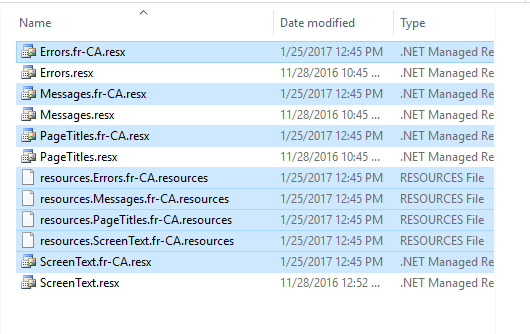 Name Date modified Type
Errors.fr-CA.resx 1/25/2017 12:45 PM .NET Managed Re
Errors.resx 11/28/2016 10:45 ... .NET Managed Re
Messages.fr-CA.resx 1/25/2017 12:45 PM .NET Managed Re
Messages.resx 11/28/2016 10:45 ... .NET Managed Re
PageTitles.fr-CA.resx 1/25/2017 12:45 PM .NET Managed Re
PageTitles.resx 11/28/2016 10:45 ... .NET Managed Re
resources.Errors.fr-CA.resources 1/25/2017 12:45 PM RESOURCES File
resources.Messages.fr-CA.resources 1/25/2017 12:45 PM RESOURCES File
resources.PageTitles.fr-CA.resources 1/25/2017 12:45 PM RESOURCES File
resources.ScreenText.fr-CA.resources 1/25/2017 12:45 PM RESOURCES File
ScreenText.fr-CA.resx 1/25/2017 12:45 PM .NET Managed Re
ScreenText.resx 11/28/2016 12:52 ... .NET Managed Re